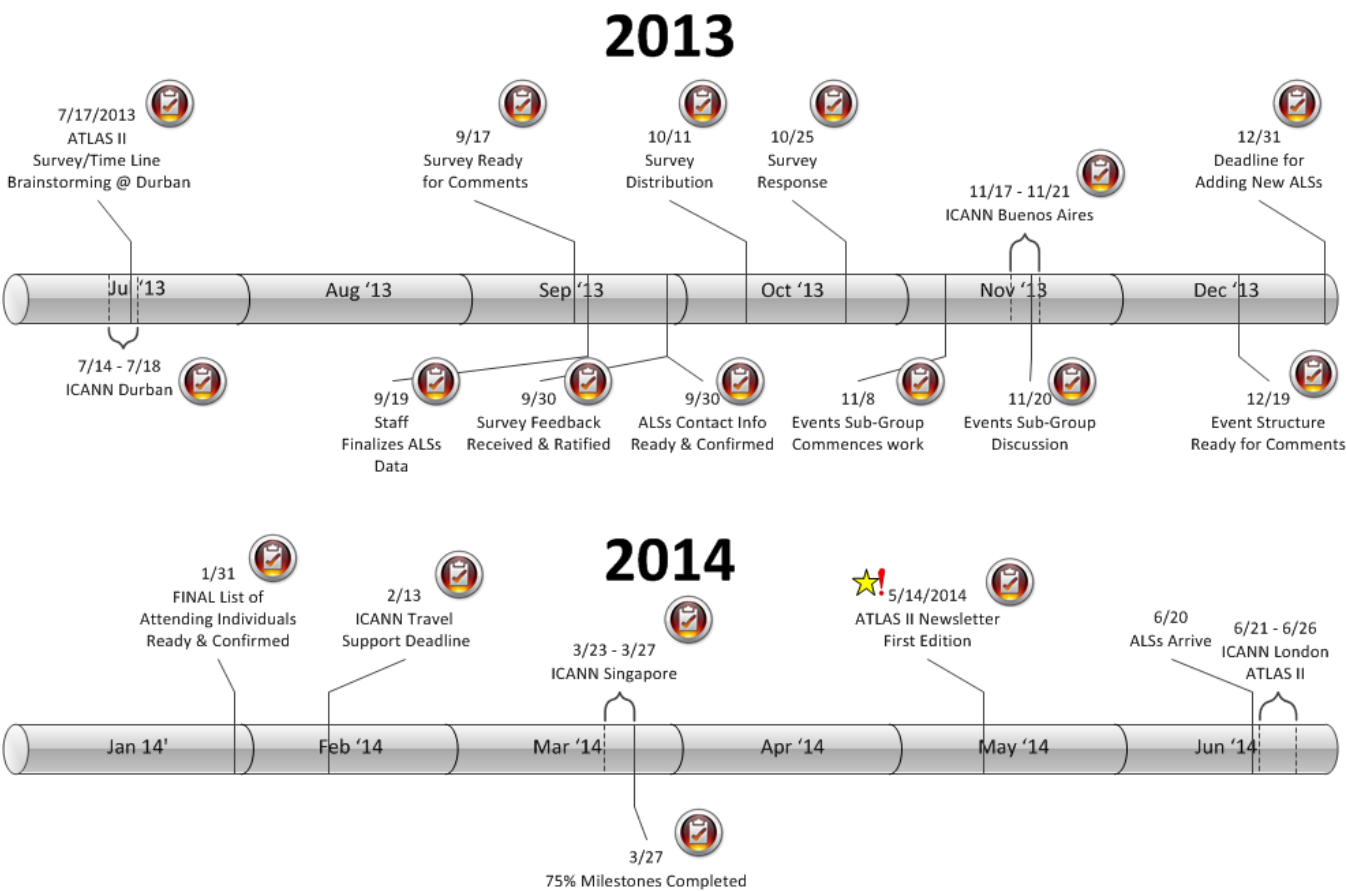 2013
7/17/2013
ATLAS II
Survey/Time Line
Brainstorming @ Durban
9/17
Survey Ready
for Comments
10/11
Survey
Distribution
10/25
Survey
Response
11/17 - 11/21
ICANN Buenos Aires
12/31
Deadline for
Adding New ALSs
Jul '13
Aug '13
Sep '13
Oct '13
Nov '13
Dec '13
7/14 - 7/18
ICANN Durban
9/19
Staff
Finalizes ALSs
Data
9/30
Survey Feedback
Received & Ratified
9/30
ALSs Contact Info
Ready & Confirmed
11/8
Events Sub-Group
Commences work
11/20
Events Sub-Group
Discussion
12/19
Event Structure
Ready for Comments
2014
1/31
FINAL List of
Attending Individuals
Ready & Confirmed
2/13
ICANN Travel
Support Deadline
3/23 - 3/27
ICANN Singapore
5/14/2014
ATLAS II Newsletter
First Edition
6/20
ALSs Arrive
6/21 - 6/26
ICANN London
ATLAS II
Jan 14'
Feb '14
Mar '14
Apr '14
May '14
Jun '14
3/27
75% Milestones Completed